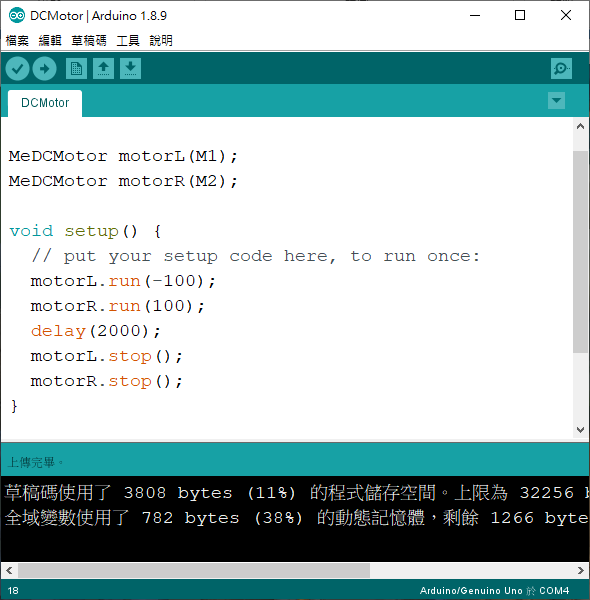 DCMotor | Arduino 1.8.9
檔案 編輯 草稿碼 工具 說明
DCMotor
MeDCMotor motorL(M1);
MeDCMotor motorR(M2);
void setup() {
  // put your setup code here, to run once:
  motorL.run(-100);
  motorR.run(100);
  delay(2000);
  motorL.stop();
  motorR.stop();
}
上傳完畢。
草稿碼使用了 3808 bytes (11%) 的程式儲存空間。上限為 32256 b
全域變數使用了 782 bytes (38%) 的動態記憶體，剩餘 1266 byte
18
Arduino/Genuino Uno 於 COM4